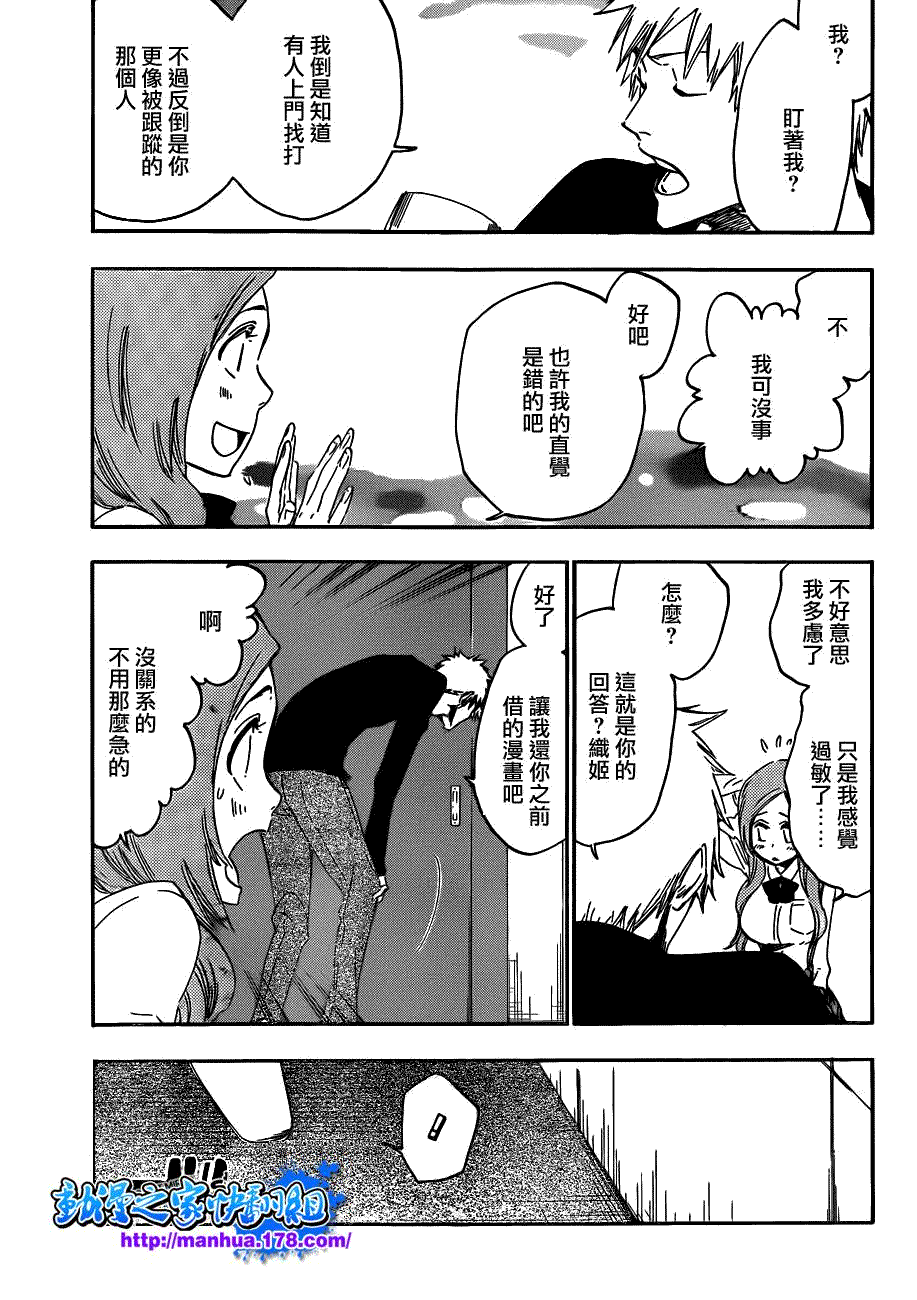 我?
盯著我?
我倒是知道
有人上門找打
不過反倒是你
更像被跟蹤的
那個人
不
我可沒事
好吧
也許我的直覺
是錯的吧
不好意思
我多慮了
只是我感覺
過敏了……
怎麼?
這就是你的
回答?織姬
好了
讓我還你之前
借的漫畫吧
啊
沒關系的
不用那麼急的
!
動漫之家快翻組
http://manhua.178.com/